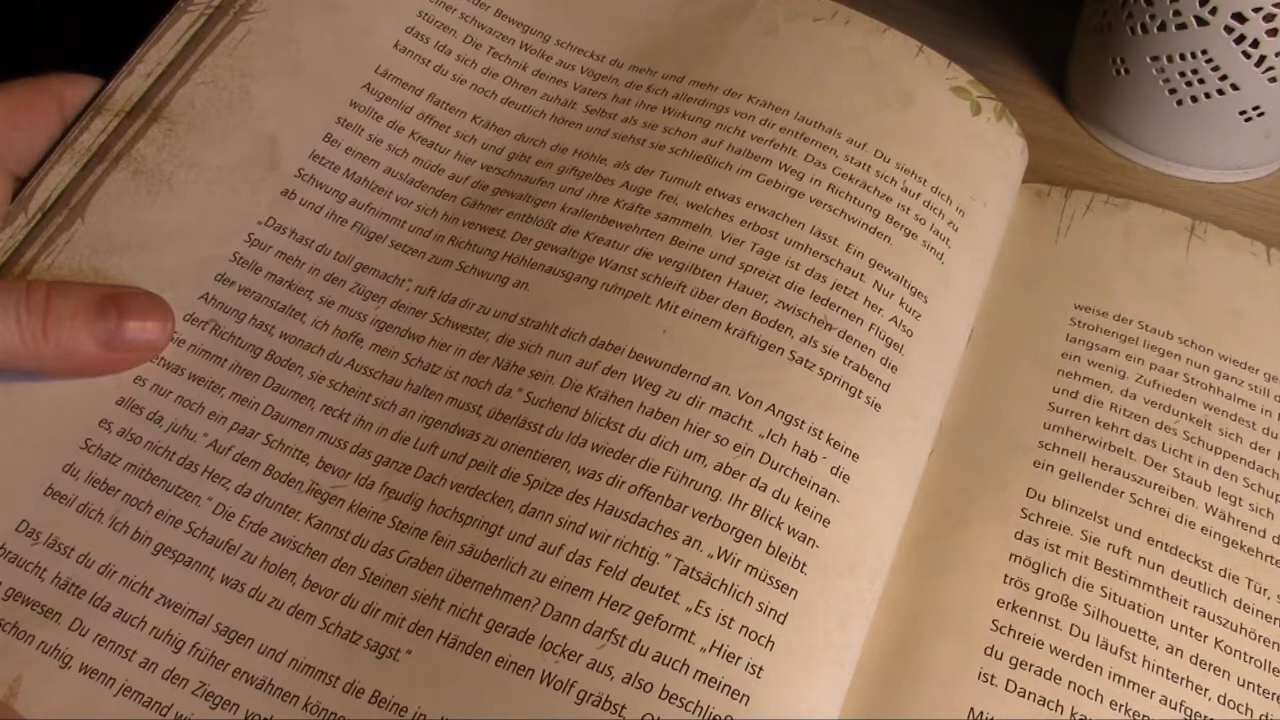 jeder Bewegung schreckst du mehr und mehr der Krähen lauthals auf. Du siehst dich in
einer schwarzen Wolke aus Vögeln, die sich allerdings von dir entfernen, statt sich auf dich zu
stürzen. Die Technik deines Vaters hat ihre Wirkung nicht verfehlt. Das Gekrächze ist so laut,
dass Ida sich die Ohren zuhält. Selbst als sie schon auf halbem Weg in Richtung Berge sind,
kannst du sie noch deutlich hören und siehst sie schließlich im Gebirge verschwinden.
Lärmend flattern Krähen durch die Höhle, als der Tumult etwas erwachen lässt. Ein gewaltiges
Augenlid öffnet sich und gibt ein giftgelbes Auge frei, welches erbost umherschaut. Nur kurz
wollte die Kreatur hier verschnaufen und ihre Kräfte sammeln. Vier Tage ist das jetzt her. Also
stellt sie sich müde auf die gewaltigen krallenbewehrten Beine und spreizt die ledernen Flügel.
Bei einem ausladenden Gähner entblößt die Kreatur die vergilbten Hauer, zwischen denen die
letzte Mahlzeit vor sich hin verwest. Der gewaltige Wanst schleift über den Boden, als sie trabend
Schwung aufnimmt und in Richtung Höhlenausgang rumpelt. Mit einem kräftigen Satz springt sie
ab und ihre Flügel setzen zum Schwung an.
„Das hast du toll gemacht“, ruft Ida dir zu und strahlt dich dabei bewundernd an. Von Angst ist keine
Spur mehr in den Zügen deiner Schwester, die sich nun auf den Weg zu dir macht. „Ich hab' die
Stelle markiert, sie muss irgendwo hier in der Nähe sein. Die Krähen haben hier so ein Durcheinan-
der veranstaltet, ich hoffe, mein Schatz ist noch da.“ Suchend blickst du dich um, aber da du keine
Ahnung hast, wonach du Ausschau halten musst, überlässt du Ida wieder die Führung. Ihr Blick wan-
dert Richtung Boden, sie scheint sich an irgendwas zu orientieren, was dir offenbar verborgen bleibt.
Sie nimmt ihren Daumen, reckt ihn in die Luft und peilt die Spitze des Hausdaches an. „Wir müssen
etwas weiter, mein Daumen muss das ganze Dach verdecken, dann sind wir richtig.“ Tatsächlich sind
es nur noch ein paar Schritte, bevor Ida freudig hochspringt und auf das Feld deutet. „Es ist noch
alles da, juhu.“ Auf dem Boden liegen kleine Steine fein säuberlich zu einem Herz geformt. „Hier ist
es, also nicht das Herz, da drunter. Kannst du das Graben übernehmen? Dann darfst du auch meinen
Schatz mitbenutzen.“ Die Erde zwischen den Steinen sieht nicht gerade locker aus, also beschließ
du, lieber noch eine Schaufel zu holen, bevor du dir mit den Händen einen Wolf gräbst.
beeil dich. Ich bin gespannt, was du zu dem Schatz sagst.“
Das lässt du dir nicht zweimal sagen und nimmst die Beine in
braucht, hätte Ida auch ruhig früher erwähnen könn
gewesen. Du rennst an den Ziegen vor
schon ruhig, wenn jemand
weise der Staub schon wieder ge
Strohengel liegen nun ganz still
langsam ein paar Strohhalme in
ein wenig. Zufrieden wendest du
nehmen, da verdunkelt sich der
und die Ritzen des Schuppendach
Surren kehrt das Licht in den Schu
umherwirbelt. Der Staub legt sich
schnell herauszureiben. Während
ein gellender Schrei die eingekehrte
Du blinzelst und entdeckst die Tür,
Schreie. Sie ruft nun deutlich deine
das ist mit Bestimmtheit rauszuhören
möglich die Situation unter Kontrolle
trös große Silhouette, an deren untere
erkennst. Du läufst hinterher, doch di
Schreie werden immer aufger
du gerade noch erken
ist. Danach ka
Mit